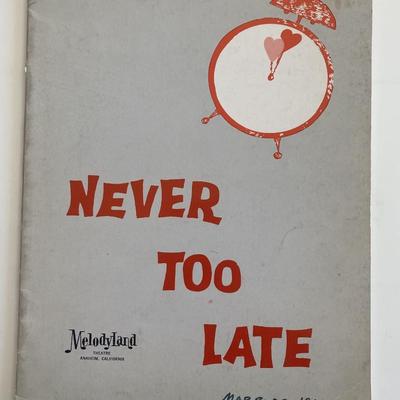 NEVER
TOO
LATE
Melodyland
THEATRE
ANAHEIM, CALIFORNIA